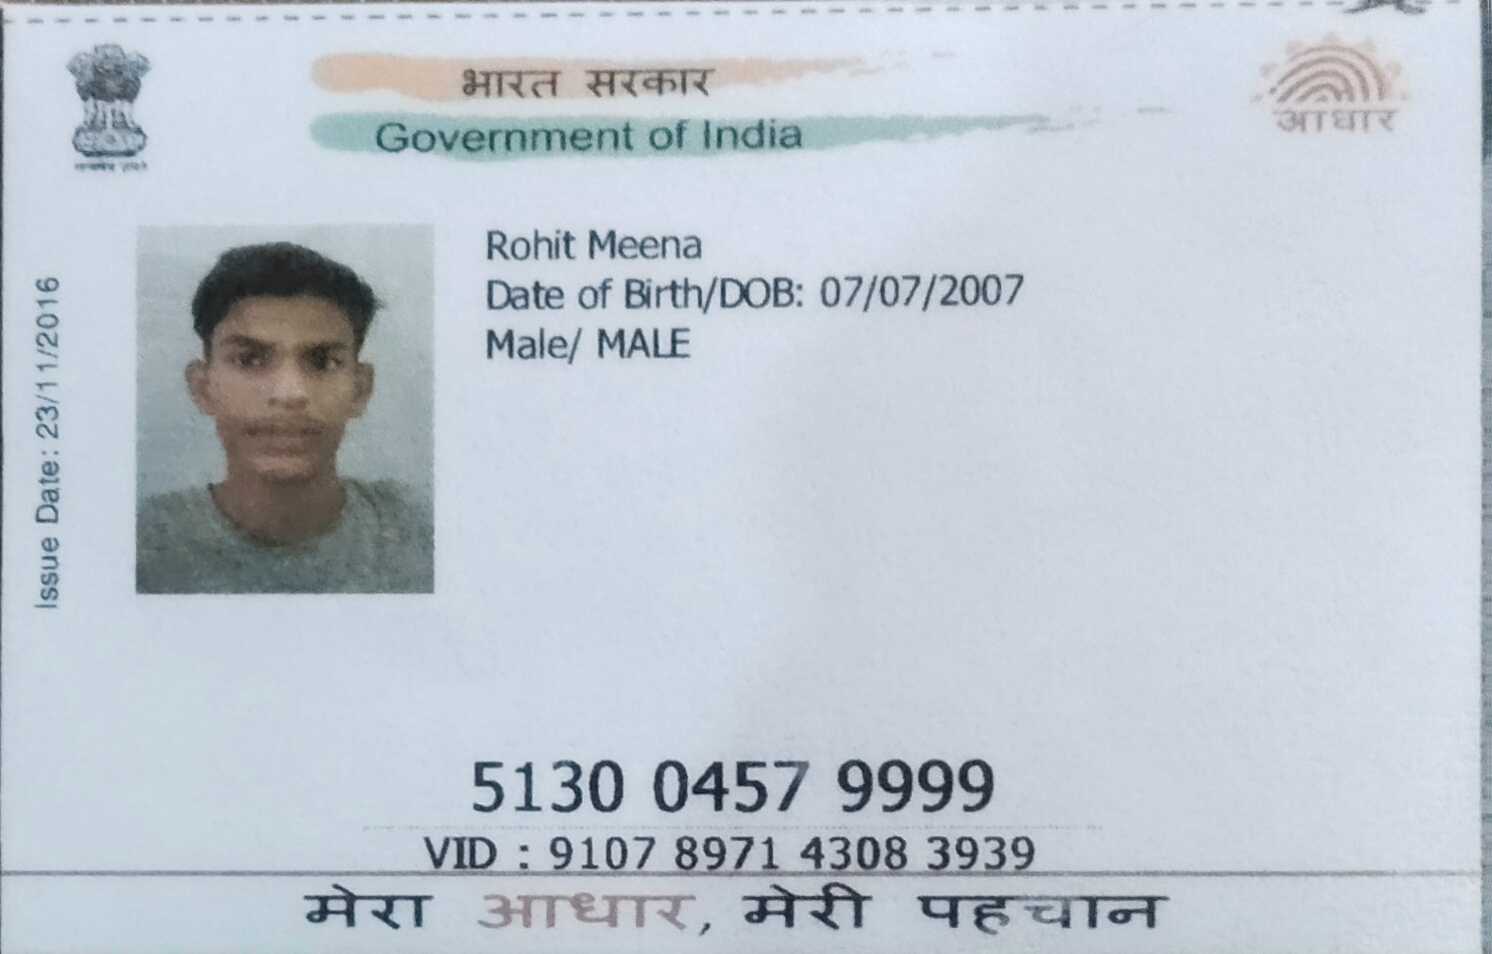 भारत सरकार
Government of India
आधार
Issue Date: 23/11/2016
Rohit Meena
Date of Birth/DOB: 07/07/2007
Male/ MALE
5130 0457 9999
VID : 9107 8971 4308 3939
मेरा आधार, मेरी पहचान